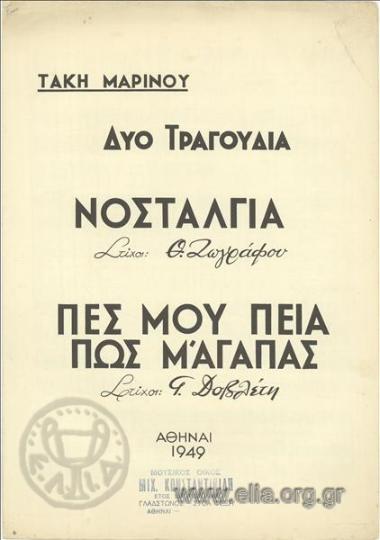 ΤΑΚΗ ΜΑΡΙΝΟΥ
ΔΥΟ ΤΡΑΓΟΥΔΙΑ
ΝΟΣΤΑΛΓΙΑ
Στίχοι: Θ. Ζωγράφου
ΠΕΣ ΜΟΥ ΠΕΙΑ
ΠΩΣ Μ'ΑΓΑΠΑΣ
Στίχοι: Γ. Δοβλέτη
ΑΘΗΝΑΙ
1949
ΜΟΥΣΙΚΟΣ ΟΙΚΟΣ
ΜΙΧ. ΚΩΝΣΤΑΝΤΙΝΙΔΗ
ΕΤΟΣ
ΓΛΑΔΣΤΩΝΟΣ
ΑΘΗΝΑΙ
Ε.Λ.Ι.Α
www.elia.org.gr